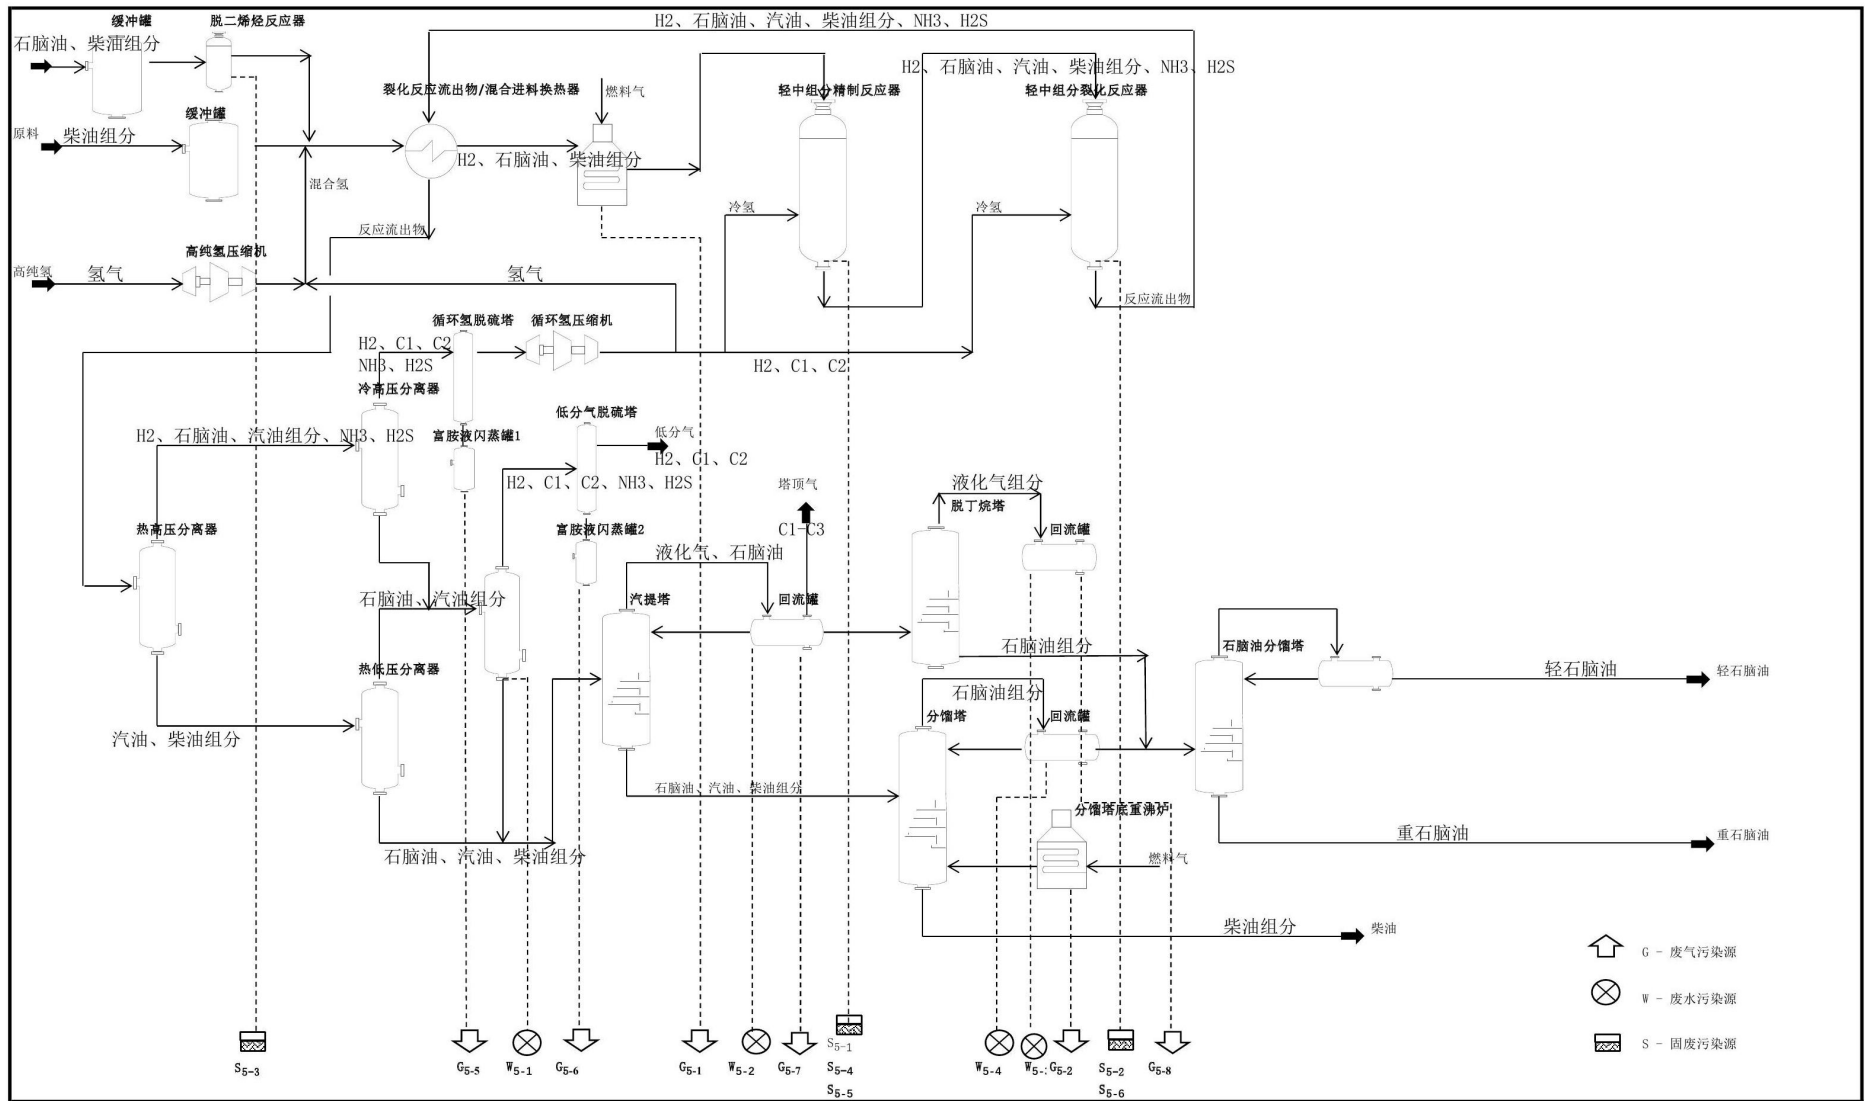 H2、石脑油、汽油、柴油组分、NH3、H2S
缓冲罐
脱二烯烃反应器
石脑油、柴油组分
H2、石脑油、汽油、柴油组分、NH3、H2S
裂化反应流出物/混合进料换热器
燃料气
轻中组分精制反应器
轻中组分裂化反应器
缓冲罐
原料
柴油组分
H2、石脑油、柴油组分
混合氢
冷氢
冷氢
反应流出物
高纯氢压缩机
高纯氢
氢气
氢气
反应流出物
循环氢脱硫塔
循环氢压缩机
H2、C1、C2
NH3、H2S
H2、C1、C2
冷高压分离器
低分气脱硫塔
H2、石脑油、汽油组分、NH3、H2S
富胺液闪蒸罐1
低分气
H2、C1、C2
H2、C1、C2、NH3、H2S
塔顶气
液化气组分
脱丁烷塔
热高压分离器
富胺液闪蒸罐2
C1-C3
回流罐
液化气、石脑油
石脑油、汽油组分
汽提塔
回流罐
石脑油组分
石脑油分馏塔
热低压分离器
轻石脑油
轻石脑油
石脑油组分
分馏塔
回流罐
汽油、柴油组分
石脑油、汽油、柴油组分
分馏塔底重沸炉
重石脑油
重石脑油
石脑油、汽油、柴油组分
燃料气
柴油组分
柴油
G - 废气污染源
W - 废水污染源
S - 固废污染源
S5-3
G5-5
W5-1
G5-6
G5-1
W5-2
G5-7
S5-1
S5-4
S5-5
W5-4
W5-
G5-2
S5-2
S5-6
G5-8